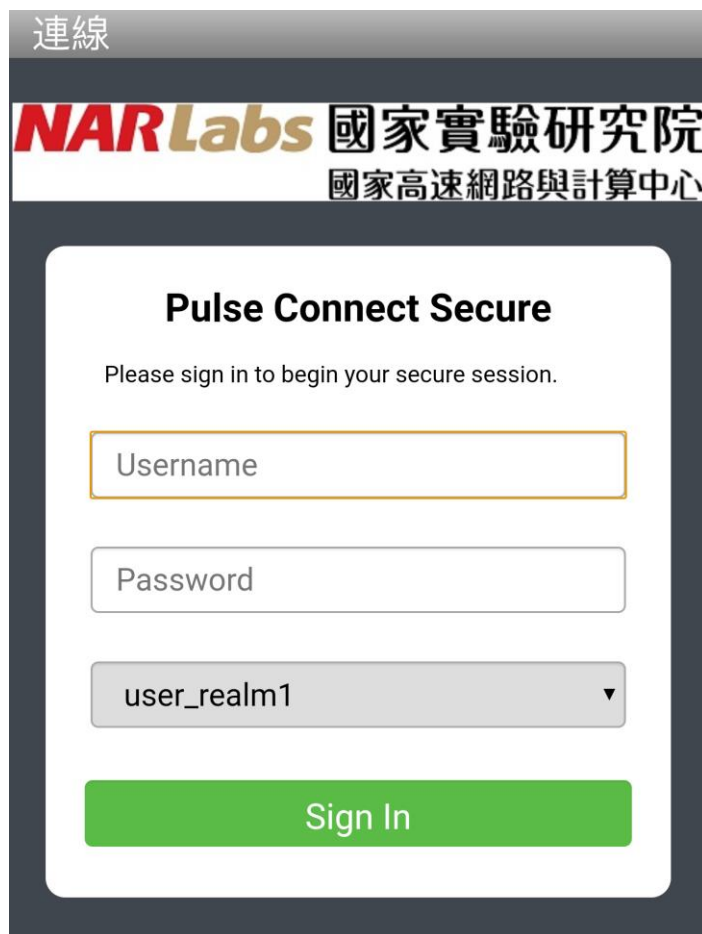 連線
NARLabs 國家實驗研究院
國家高速網路與計算中心
Pulse Connect Secure
Please sign in to begin your secure session.
Username
Password
user_realm1
Sign In